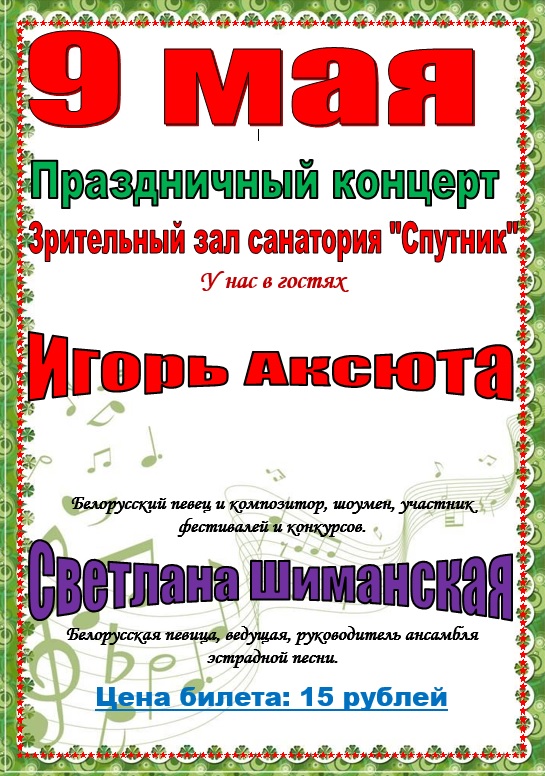 9 мая
Праздничный концерт
Зрительный зал санатория "Спутник"
У нас в гостях
Игорь Аксюта
Белорусский певец и композитор, шоумен, участник
фестивалей и конкурсов.
Светлана Шиманская
Белорусская певица, ведущая, руководитель ансамбля
эстрадной песни.
Цена билета: 15 рублей